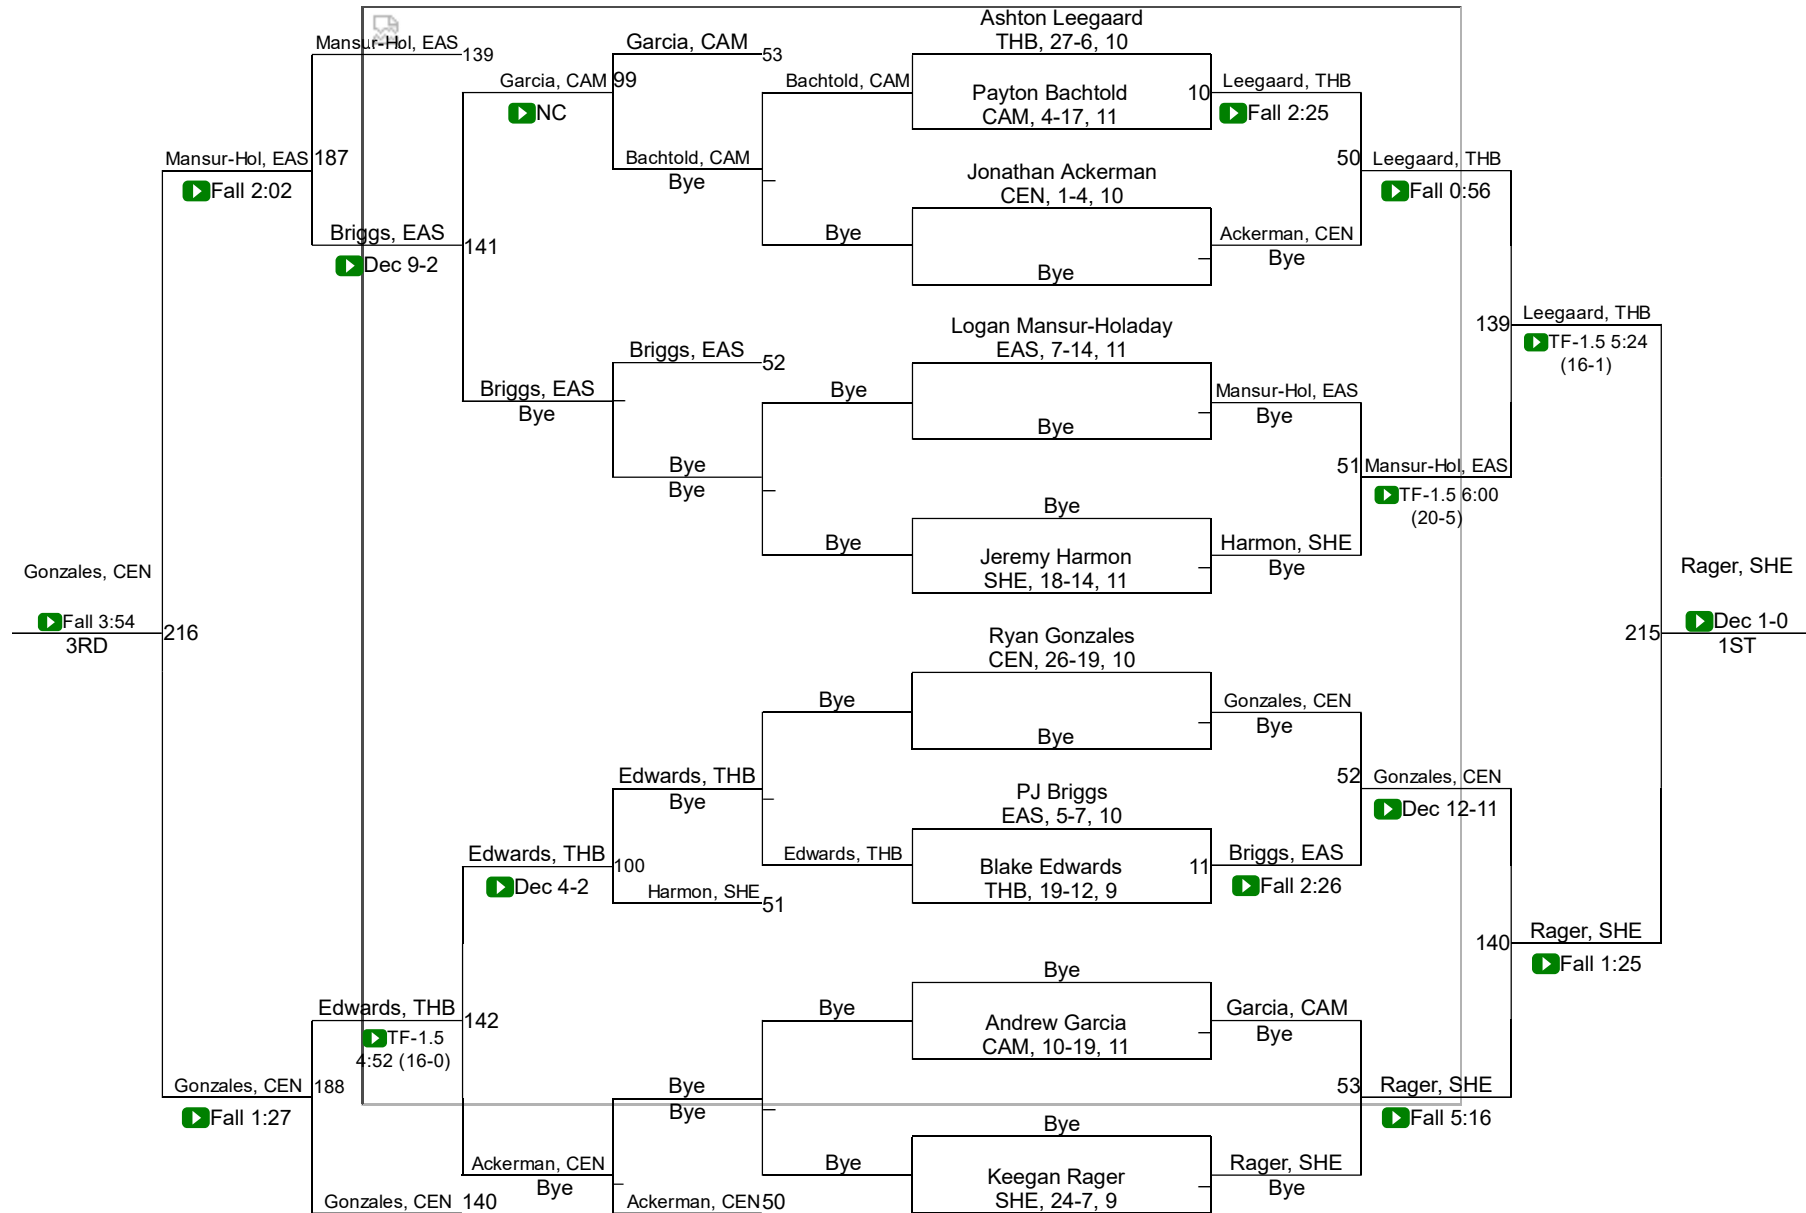 Ashton Leegaard
THB, 27-6, 10
Mansur-Hol, EAS
139
Garcia, CAM
53
Garcia, CAM
99
NC
Bachtold, CAM
Payton Bachtold
CAM, 4-17, 11
10
Leegaard, THB
Fall 2:25
Mansur-Hol, EAS
187
Fall 2:02
Bachtold, CAM
Bye
Jonathan Ackerman
CEN, 1-4, 10
50
Leegaard, THB
Fall 0:56
Briggs, EAS
141
Dec 9-2
Bye
Bye
Ackerman, CEN
Bye
Logan Mansur-Holaday
EAS, 7-14, 11
139
Leegaard, THB
TF-1.5 5:24
(16-1)
Briggs, EAS
52
Briggs, EAS
Bye
Bye
Bye
Mansur-Hol, EAS
Bye
Bye
Bye
51
Mansur-Hol, EAS
TF-1.5 6:00
(20-5)
Bye
Bye
Jeremy Harmon
SHE, 18-14, 11
Harmon, SHE
Bye
Gonzales, CEN
Fall 3:54
3RD
216
Rager, SHE
215
Dec 1-0
1ST
Ryan Gonzales
CEN, 26-19, 10
Bye
Bye
Gonzales, CEN
Bye
Edwards, THB
Bye
PJ Briggs
EAS, 5-7, 10
52
Gonzales, CEN
Dec 12-11
Edwards, THB
100
Dec 4-2
Edwards, THB
Blake Edwards
THB, 19-12, 9
11
Briggs, EAS
Fall 2:26
Harmon, SHE
51
140
Rager, SHE
Fall 1:25
Bye
Edwards, THB
142
TF-1.5
4:52 (16-0)
Bye
Andrew Garcia
CAM, 10-19, 11
Garcia, CAM
Bye
Gonzales, CEN
188
Fall 1:27
Bye
Bye
53
Rager, SHE
Fall 5:16
Bye
Ackerman, CEN
Bye
Bye
Keegan Rager
SHE, 24-7, 9
Rager, SHE
Bye
Gonzales, CEN
140
Ackerman, CEN
50